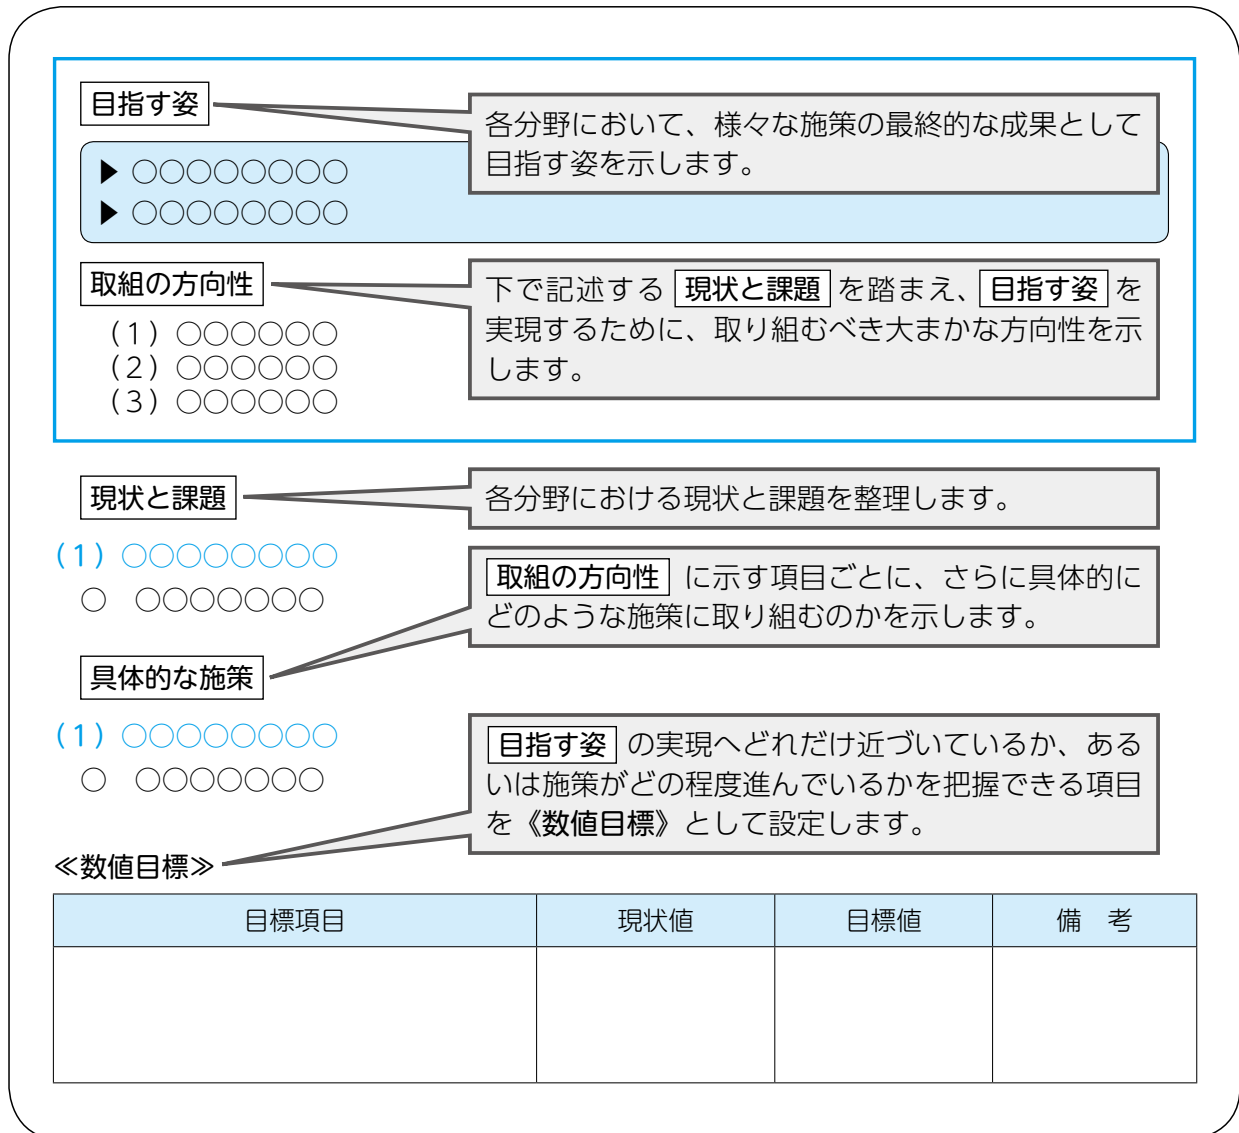 目指す姿
各分野において、様々な施策の最終的な成果として
目指す姿を示します。
▶ ○○○○○○○○
▶ ○○○○○○○○
取組の方向性
下で記述する 現状と課題 を踏まえ、 目指す姿 を
実現するために、取り組むべき大まかな方向性を示
します。
(1) ○○○○○○
(2) ○○○○○○
(3) ○○○○○○
現状と課題
各分野における現状と課題を整理します。
(1) ○○○○○○○○
○ ○○○○○○○
取組の方向性 に示す項目ごとに、さらに具体的に
どのような施策に取り組むのかを示します。
具体的な施策
(1) ○○○○○○○○
○ ○○○○○○○
目指す姿 の実現へどれだけ近づいているか、ある
いは施策がどの程度進んでいるかを把握できる項目
を《数値目標》として設定します。
≪数値目標≫
目標項目 現状値 目標値 備 考